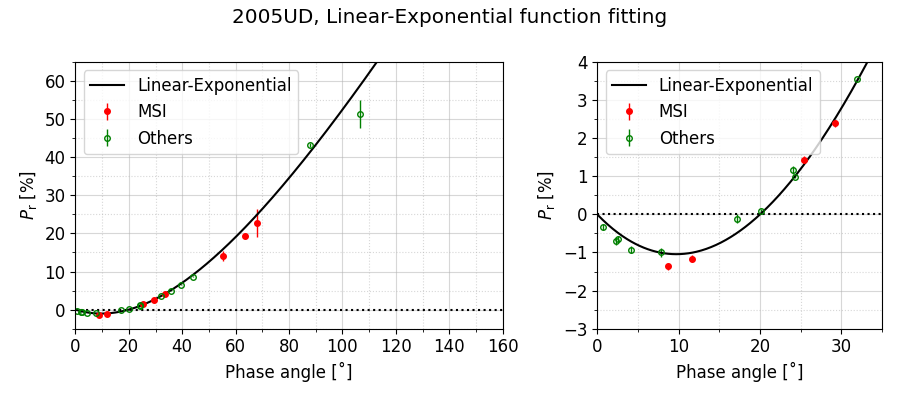 2005UD, Linear-Exponential function fitting
Linear-Exponential
MSI
Others
60
50
40
30
20
10
0
Pr [%]
0 20 40 60 80 100 120 140 160
Phase angle [˚]
Linear-Exponential
MSI
Others
4
3
2
1
0
−1
−2
−3
Pr [%]
0 10 20 30
Phase angle [˚]